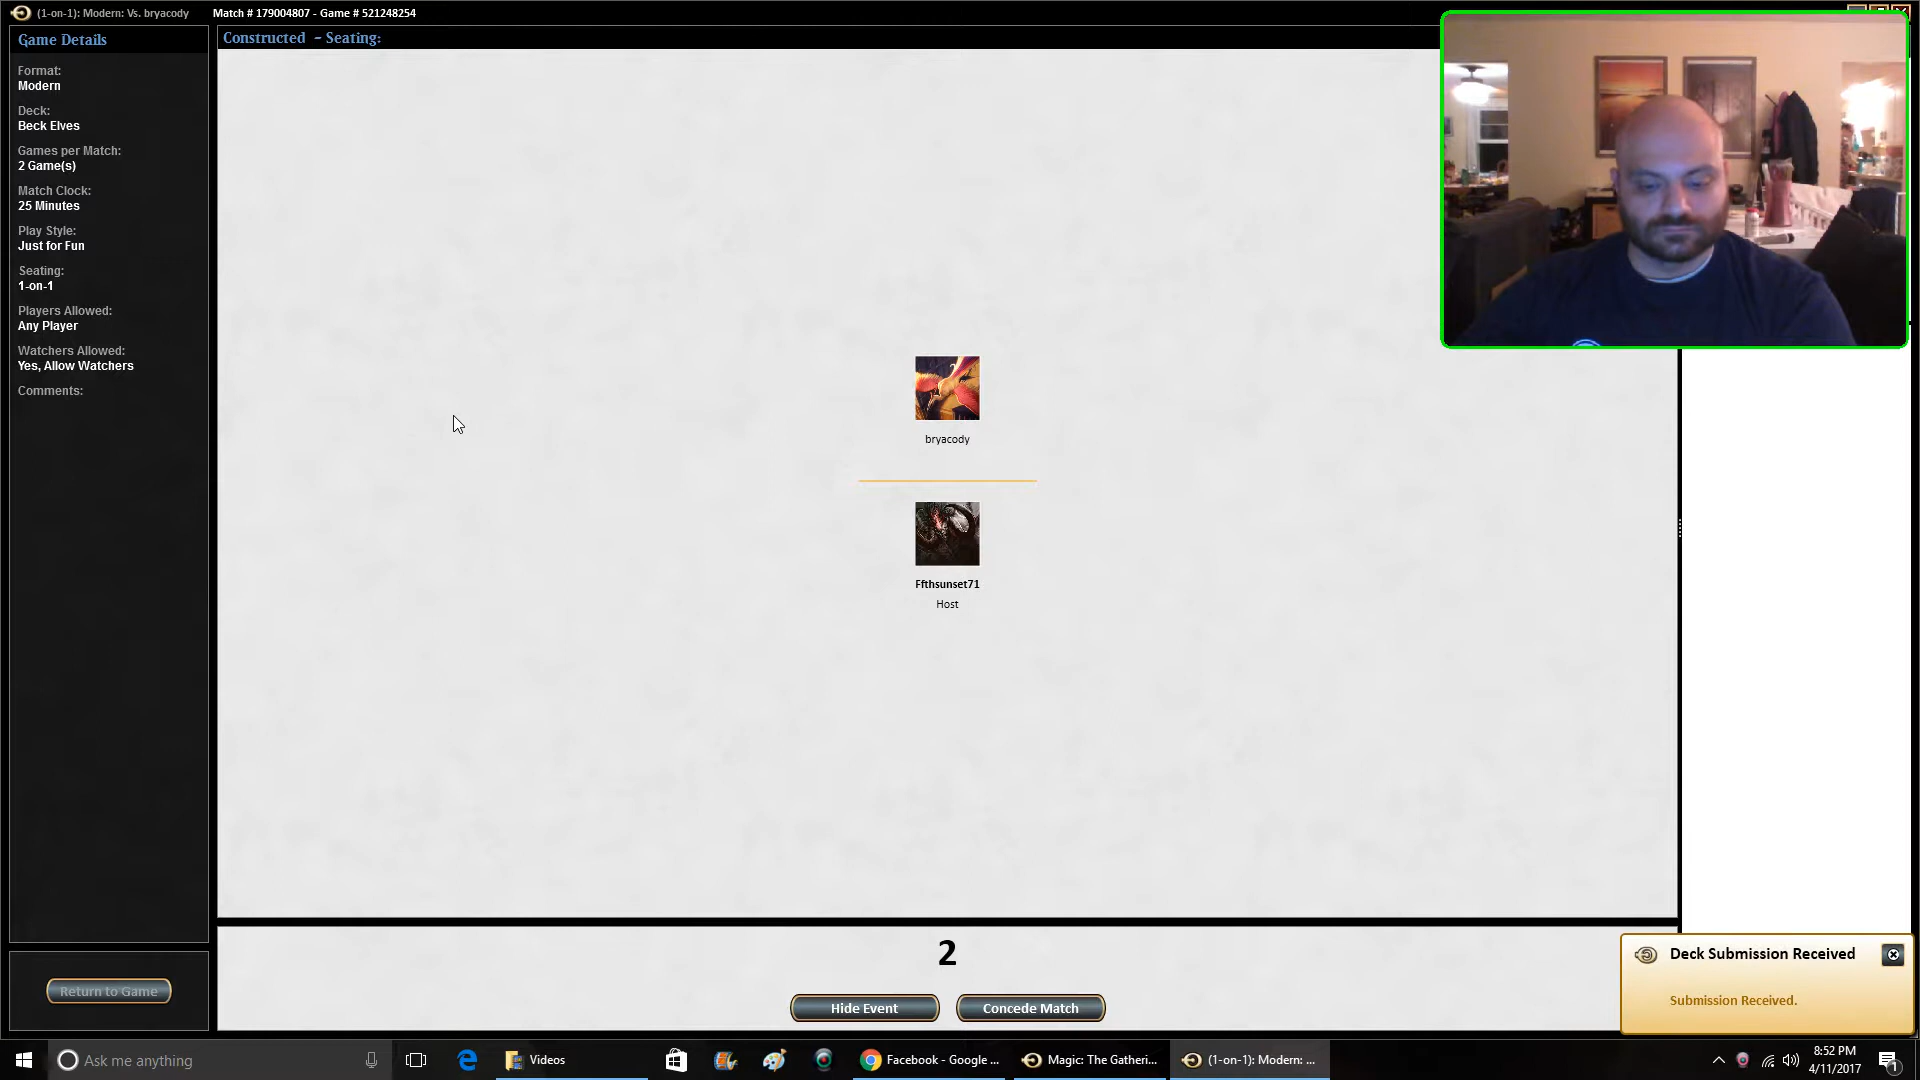 (1-on-1): Modern: Vs. bryacody
Match # 179004807 - Game # 521248254
Game Details
Format:
Modern
Deck:
Beck Elves
Games per Match:
2 Game(s)
Match Clock:
25 Minutes
Play Style:
Just for Fun
Seating:
1-on-1
Players Allowed:
Any Player
Watchers Allowed:
Yes, Allow Watchers
Comments:
Return to Game
Constructed - Seating:
bryacody
Ffthsunset71
Host
2
Hide Event
Concede Match
Deck Submission Received
Submission Received.
Ask me anything
Videos
Facebook - Google ...
Magic: The Gatheri...
(1-on-1): Modern: ...
8:52 PM
4/11/2017
1